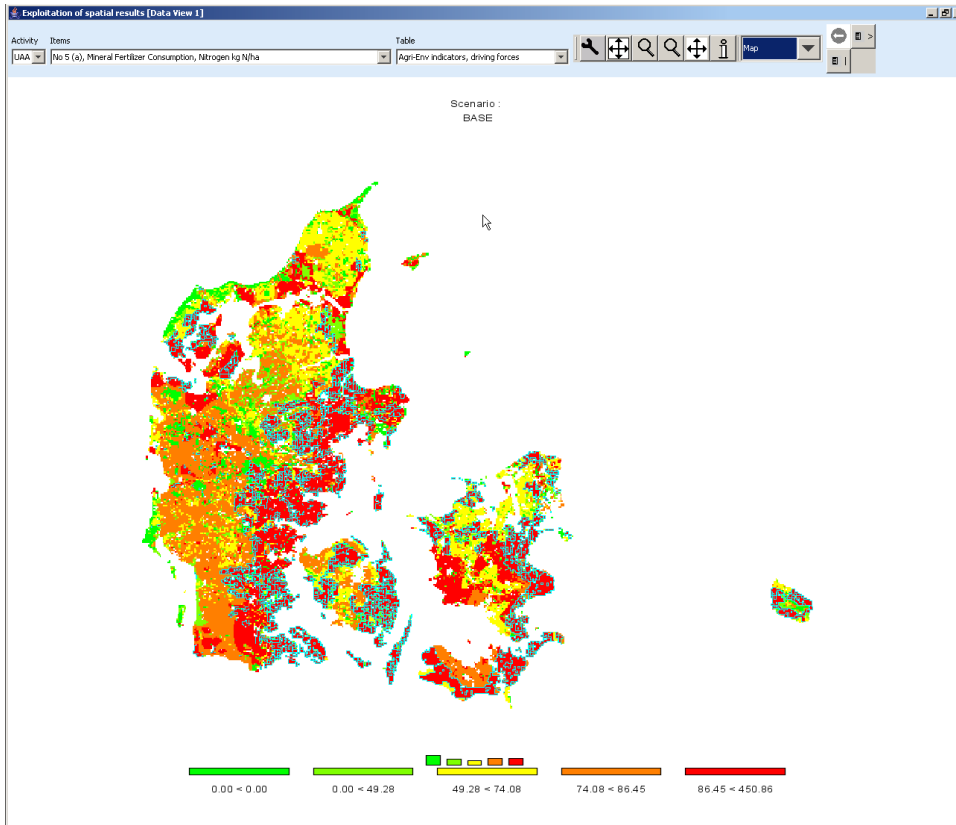 Exploitation of spatial results [Data View 1]
Activity Items Table
UAA No 5 (a), Mineral Fertilizer Consumption, Nitrogen kg N/ha Agri-Env indicators, driving forces Map
Scenario :
BASE
0.00 < 0.00 0.00 < 49.28 49.28 < 74.08 74.08 < 86.45 86.45 < 450.86